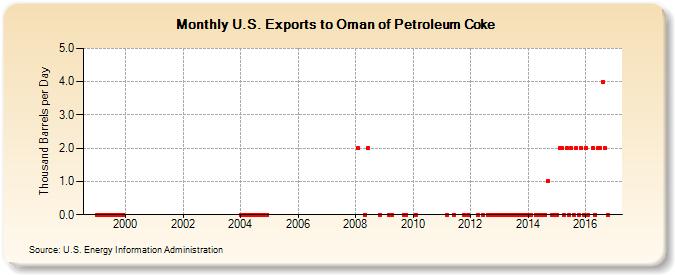 Monthly U.S. Exports to Oman of Petroleum Coke
Thousand Barrels per Day
5.0
4.0
3.0
2.0
1.0
0.0
2000 2002 2004 2006 2008 2010 2012 2014 2016
Source: U.S. Energy Information Administration